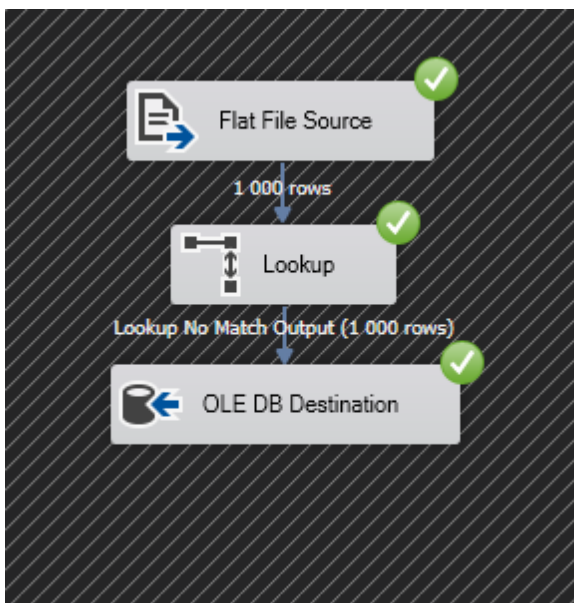 Flat File Source
1 000 rows
Lookup
Lookup No Match Output (1 000 rows)
OLE DB Destination